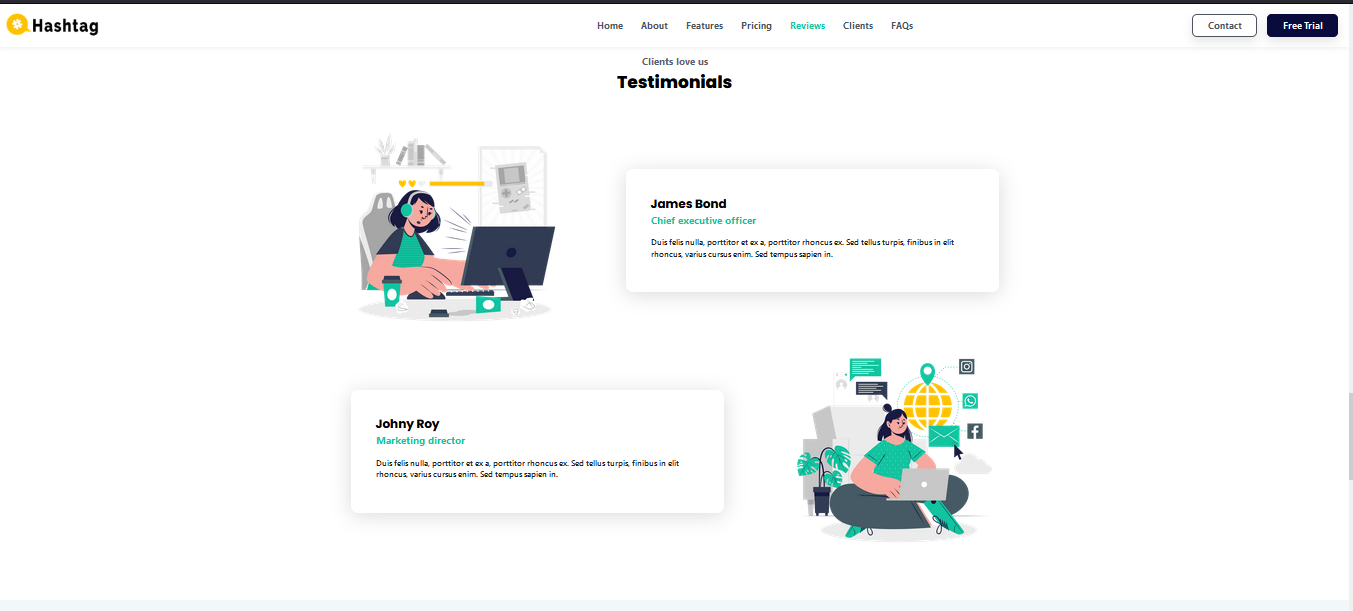 Hashtag
Home About Features Pricing Reviews Clients FAQs
Contact Free Trial
Clients love us
Testimonials
James Bond
Chief executive officer
Duis felis nulla, porttitor et ex a, porttitor rhoncus ex. Sed tellus turpis, finibus in elit
rhoncus, varius cursus enim. Sed tempus sapien in.
Johny Roy
Marketing director
Duis felis nulla, porttitor et ex a, porttitor rhoncus ex. Sed tellus turpis, finibus in elit
rhoncus, varius cursus enim. Sed tempus sapien in.